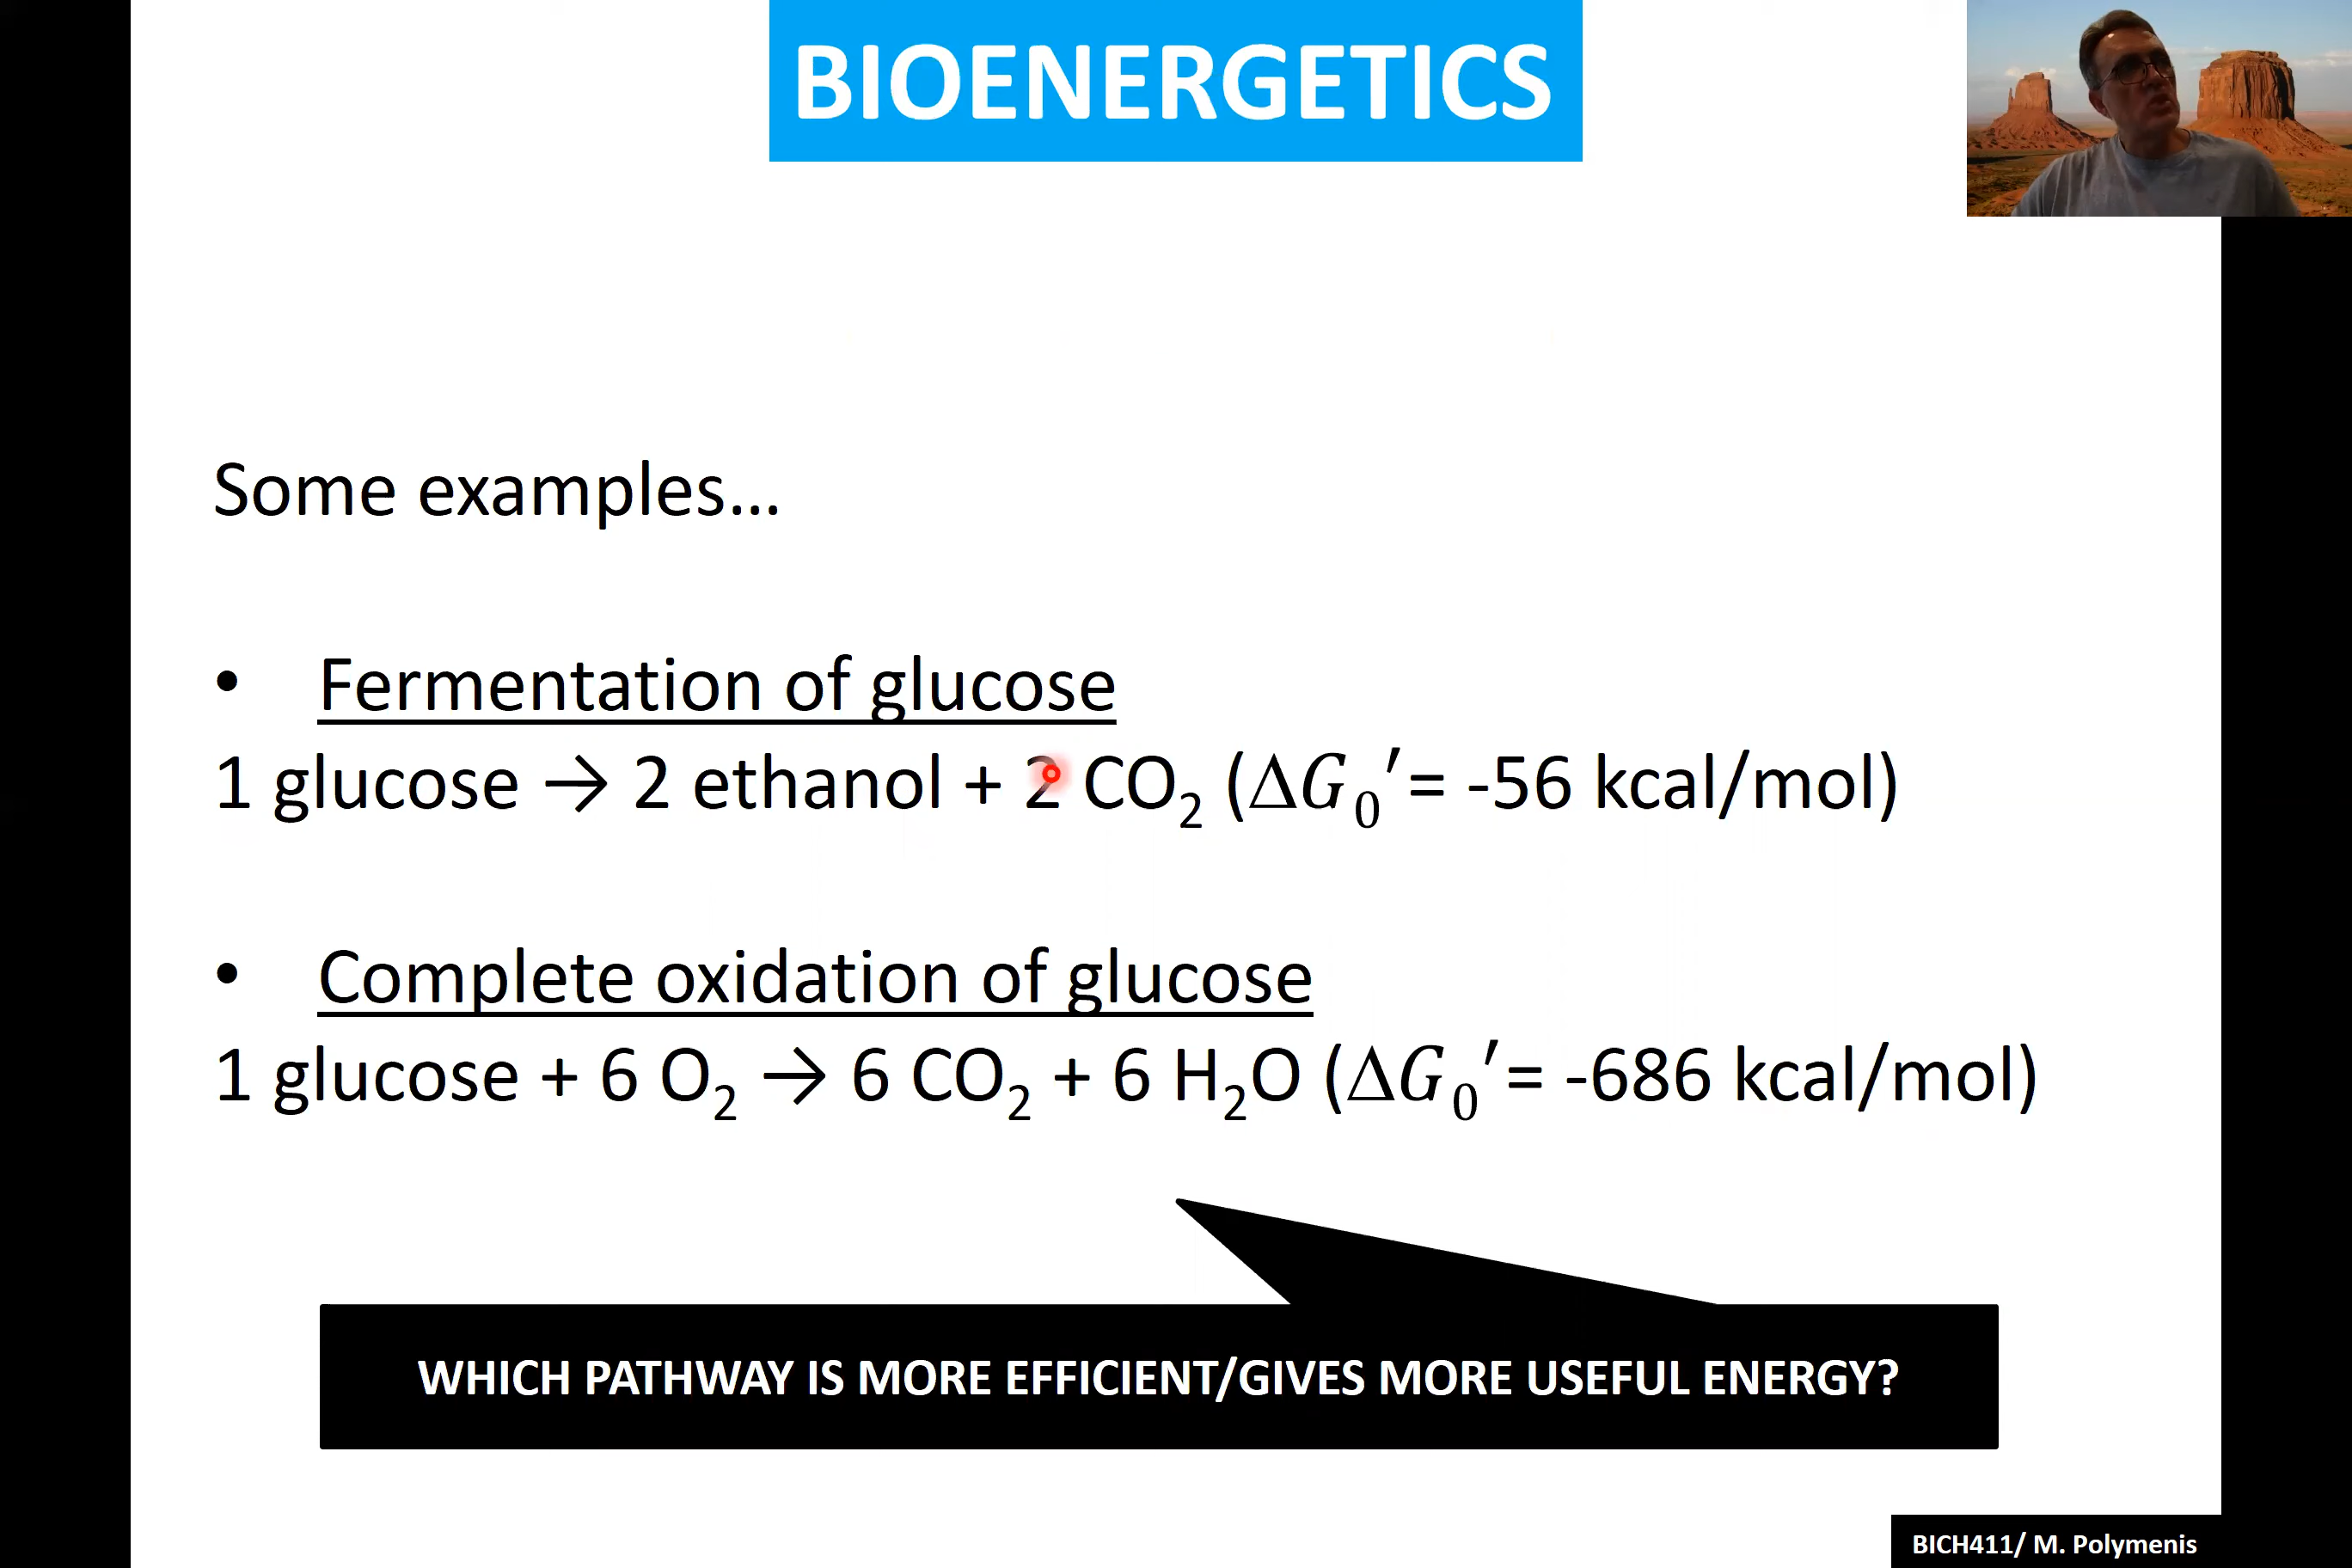 BIOENERGETICS
Some examples...
• Fermentation of glucose
1 glucose → 2 ethanol + 2 CO₂ (ΔG₀′= -56 kcal/mol)
• Complete oxidation of glucose
1 glucose + 6 O₂ → 6 CO₂ + 6 H₂O (ΔG₀′= -686 kcal/mol)
WHICH PATHWAY IS MORE EFFICIENT/GIVES MORE USEFUL ENERGY?
BICH411/ M. Polymenis